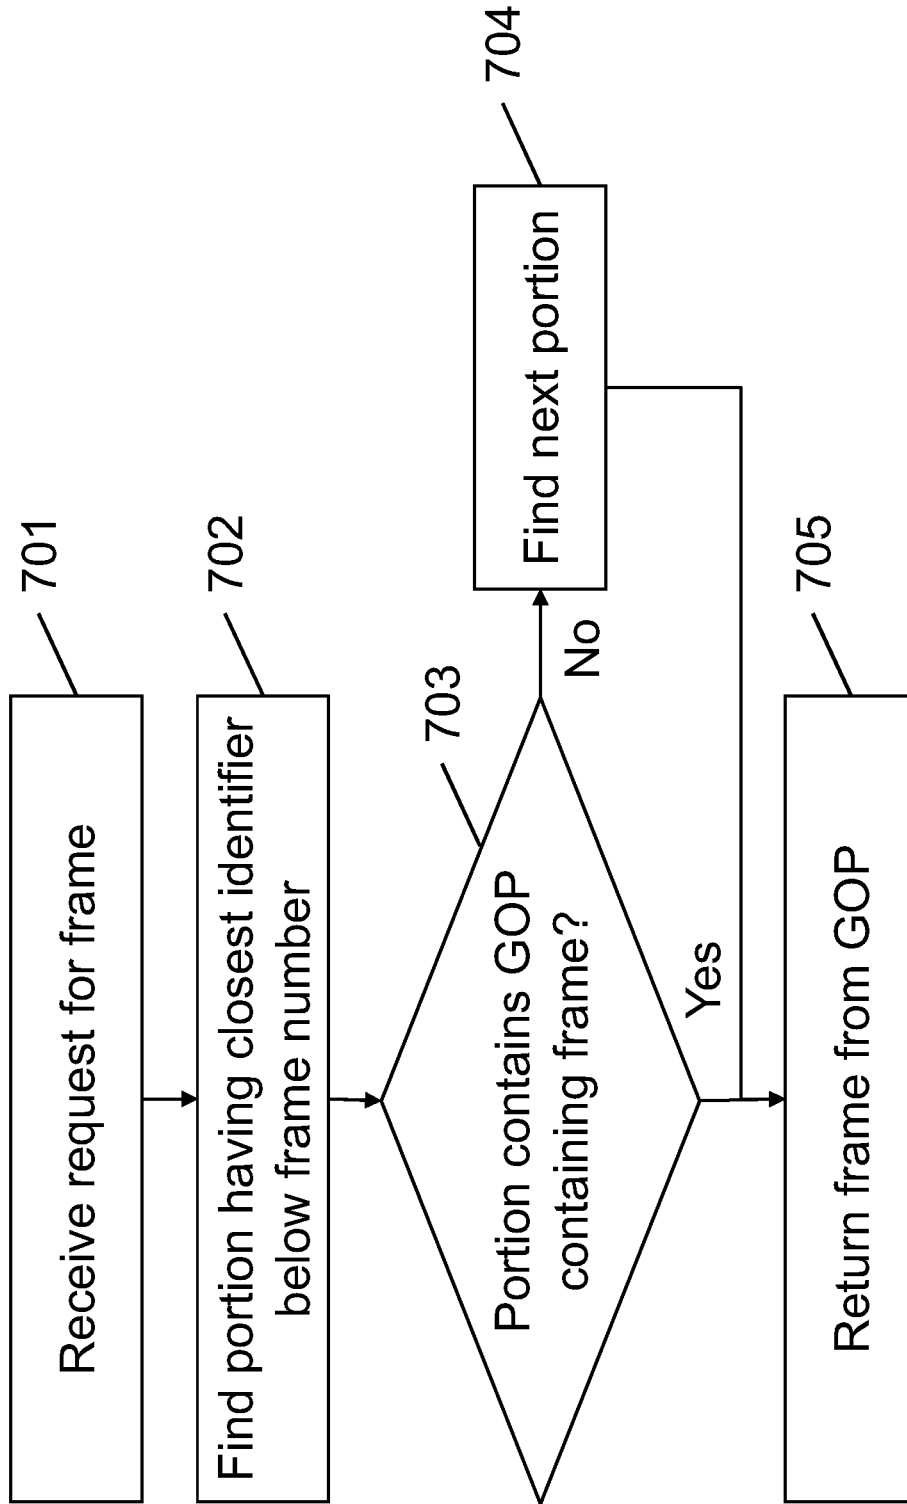 Receive request for frame
701
Find portion having closest identifier
below frame number
702
Portion contains GOP
containing frame?
703
No
Find next portion
704
Yes
Return frame from GOP
705